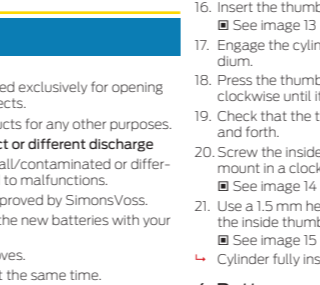 ed exclusively for opening
ects.
ucts for any other purposes.
ct or different discharge
all/contaminated or differ-
to malfunctions.
proved by SimonsVoss.
the new batteries with your
oves.
t the same time.
16. Insert the thumb
▣ See image 13
17. Engage the cylin
dium.
18. Press the thumb
clockwise until i
19. Check that the t
and forth.
20. Screw the inside
mount in a clock
▣ See image 14
21. Use a 1.5 mm he
the inside thumb
▣ See image 15
↳ Cylinder fully ins